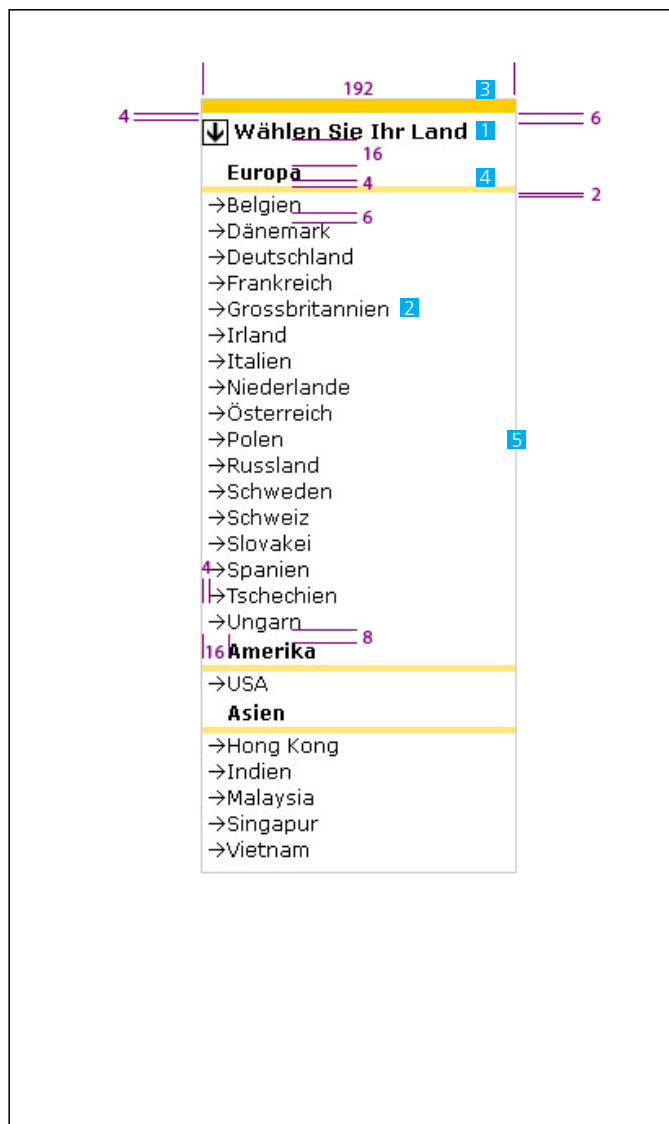 192
3
4
6
Wählen Sie Ihr Land 1
16
Europa 4
4
2
→Belgien
6
→Dänemark
→Deutschland
→Frankreich
→Grossbritannien 2
→Irland
→Italien
→Niederlande
→Österreich
→Polen 5
→Russland
→Schweden
→Schweiz
→Slovakei
4→Spanien
→Tschechien
→Ungarn
8
16 Amerika
→USA
Asien
→Hong Kong
→Indien
→Malaysia
→Singapur
→Vietnam